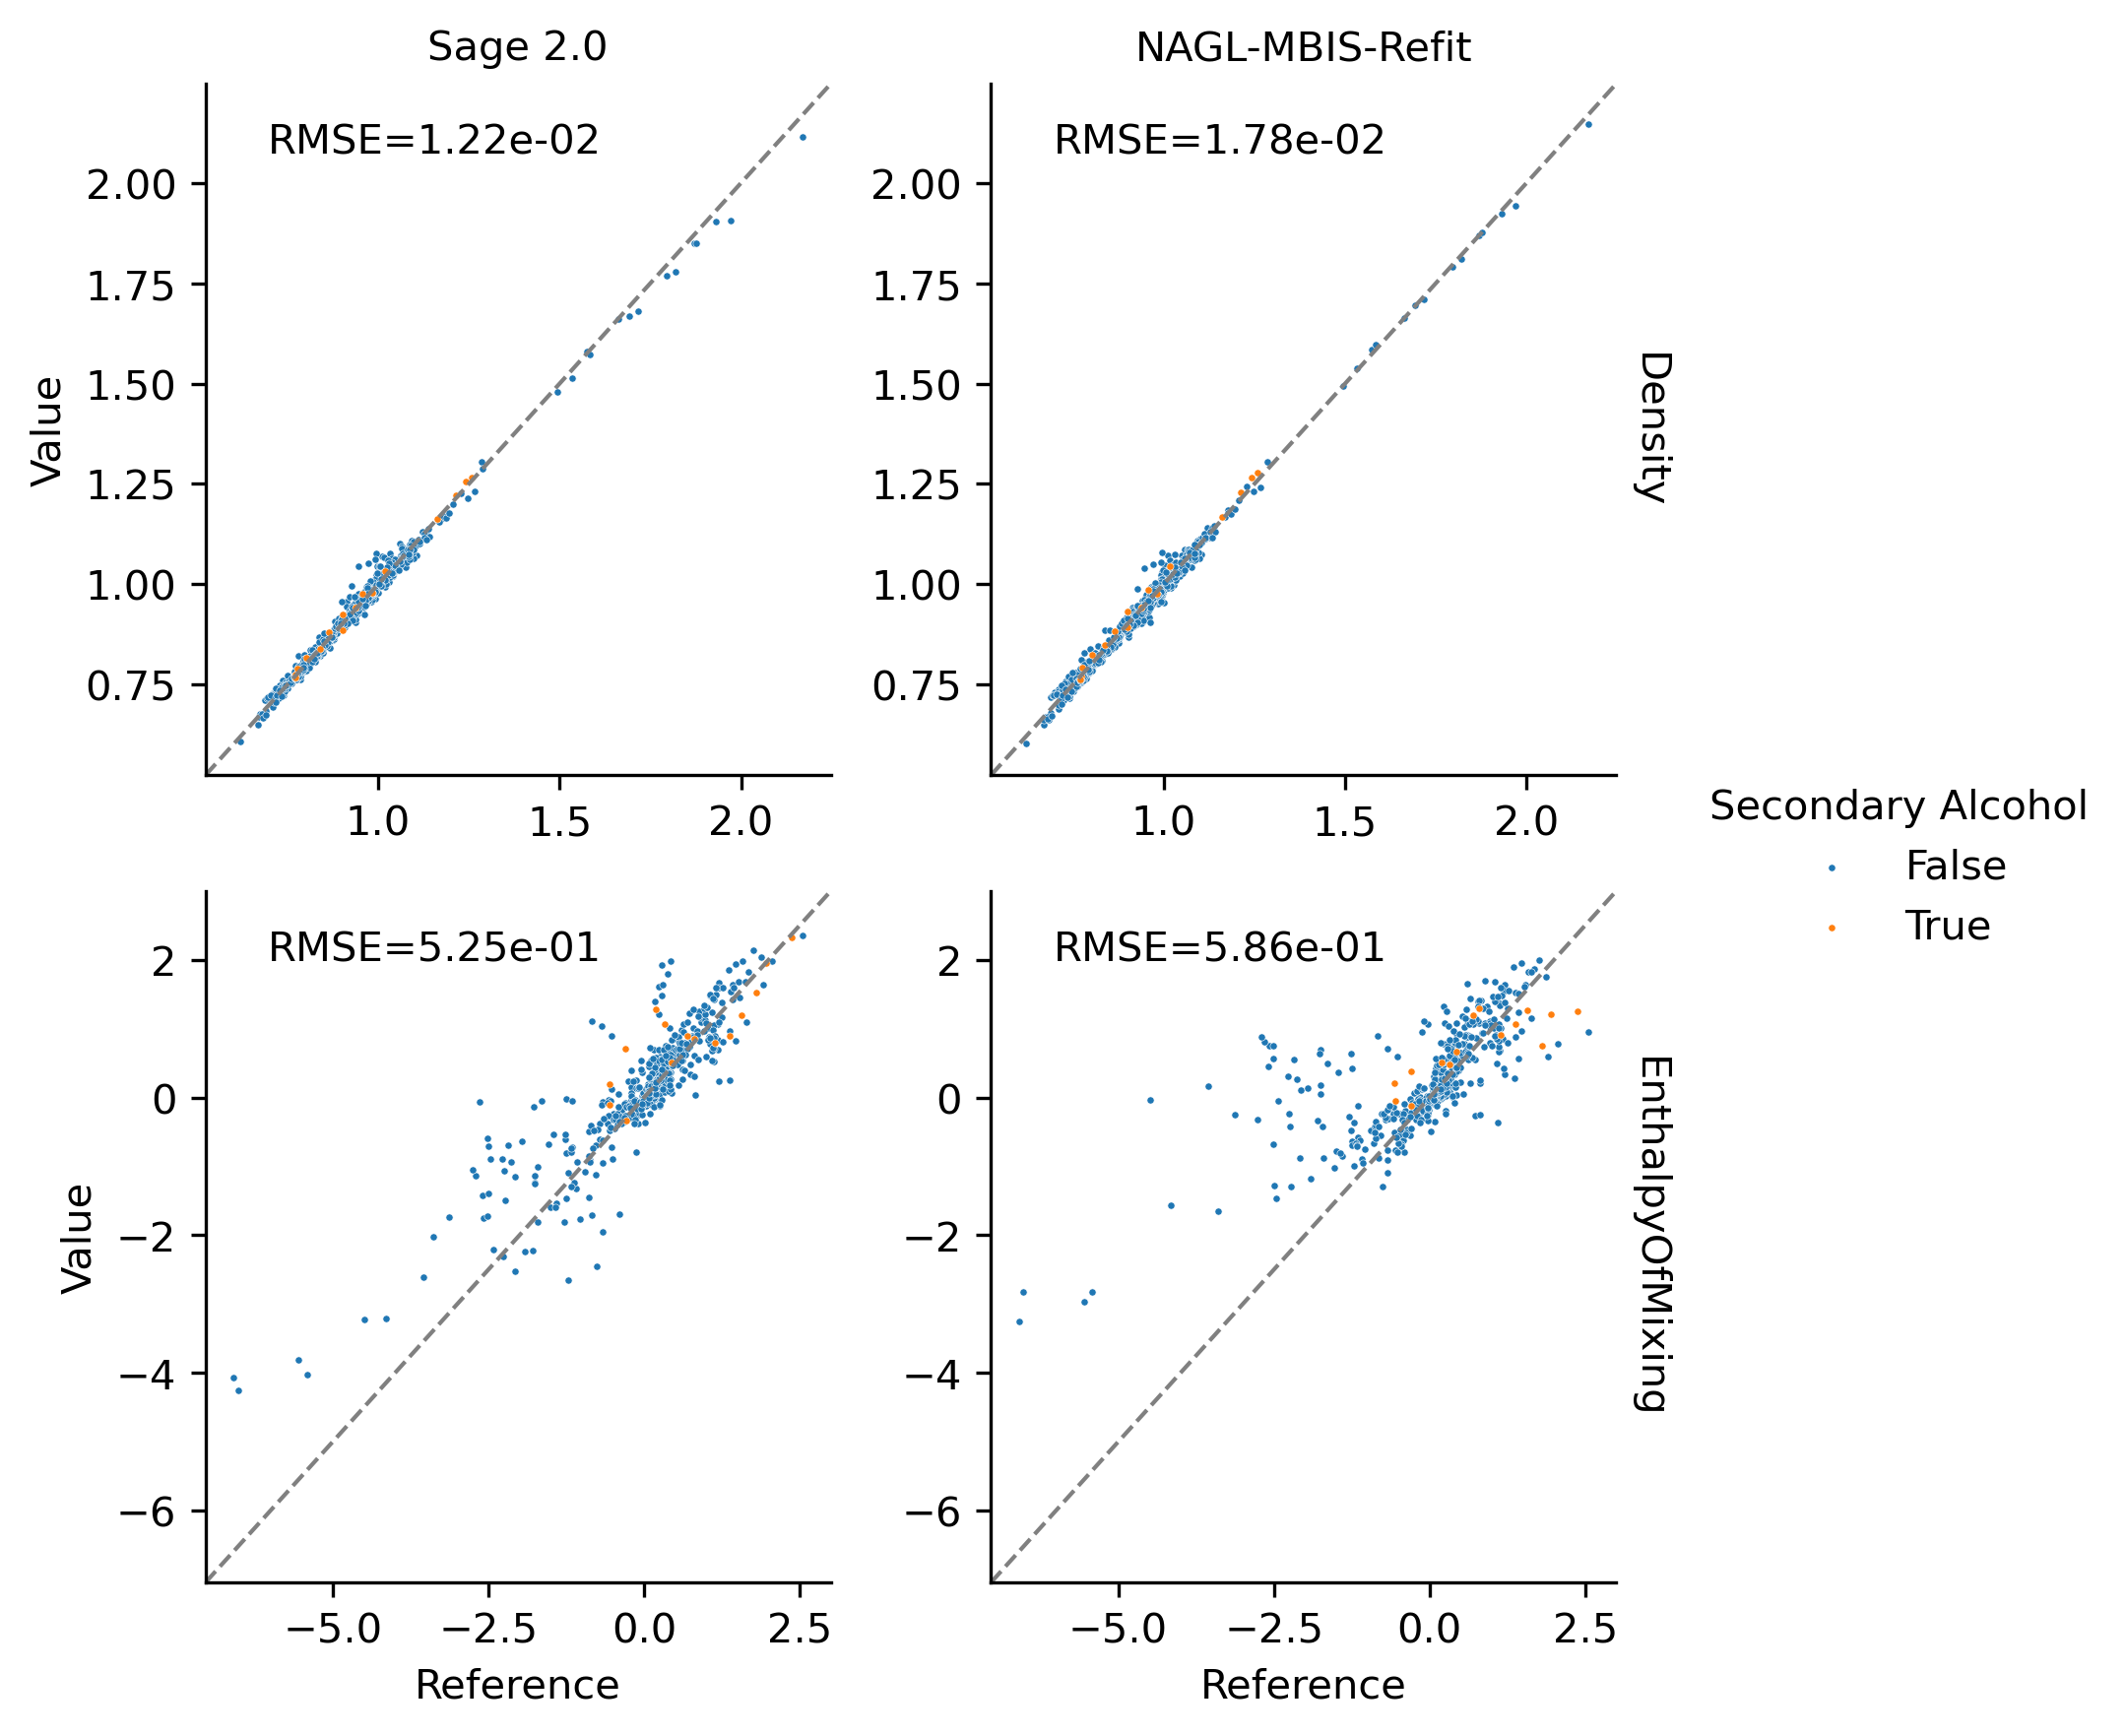 Sage 2.0
NAGL-MBIS-Refit
RMSE=1.22e-02
RMSE=1.78e-02
Value
2.00
1.75
1.50
1.25
1.00
0.75
2.00
1.75
1.50
1.25
1.00
0.75
Density
1.0 1.5 2.0
1.0 1.5 2.0
Secondary Alcohol
False
True
RMSE=5.25e-01
RMSE=5.86e-01
Value
2
0
−2
−4
−6
2
0
−2
−4
−6
EnthalpyOfMixing
−5.0 −2.5 0.0 2.5
−5.0 −2.5 0.0 2.5
Reference
Reference